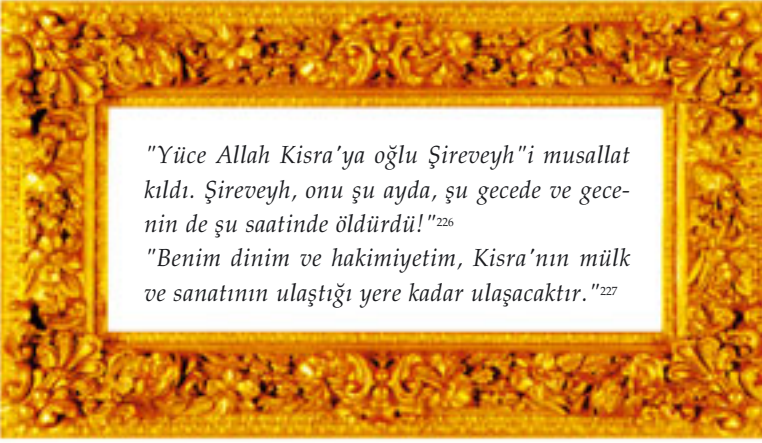 "Yüce Allah Kisra'ya oğlu Şireveyh"i musallat
kıldı. Şireveyh, onu şu ayda, şu gecede ve gece-
nin de şu saatinde öldürdü!"226
"Benim dinim ve hakimiyetim, Kisra'nın mülk
ve sanatının ulaştığı yere kadar ulaşacaktır."227